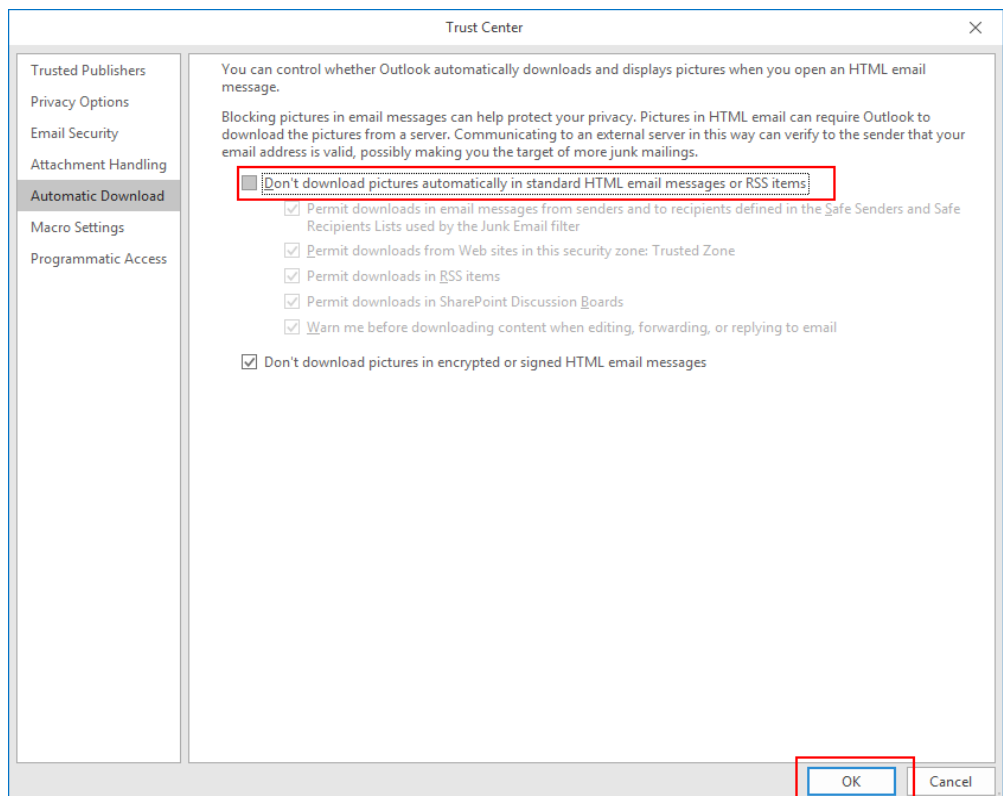 Trust Center
Trusted Publishers
Privacy Options
Email Security
Attachment Handling
Automatic Download
Macro Settings
Programmatic Access
You can control whether Outlook automatically downloads and displays pictures when you open an HTML email
message.
Blocking pictures in email messages can help protect your privacy. Pictures in HTML email can require Outlook to
download the pictures from a server. Communicating to an external server in this way can verify to the sender that your
email address is valid, possibly making you the target of more junk mailings.
Don't download pictures automatically in standard HTML email messages or RSS items
Permit downloads in email messages from senders and to recipients defined in the Safe Senders and Safe
Recipients Lists used by the Junk Email filter
Permit downloads from Web sites in this security zone: Trusted Zone
Permit downloads in RSS items
Permit downloads in SharePoint Discussion Boards
Warn me before downloading content when editing, forwarding, or replying to email
Don't download pictures in encrypted or signed HTML email messages
OK
Cancel